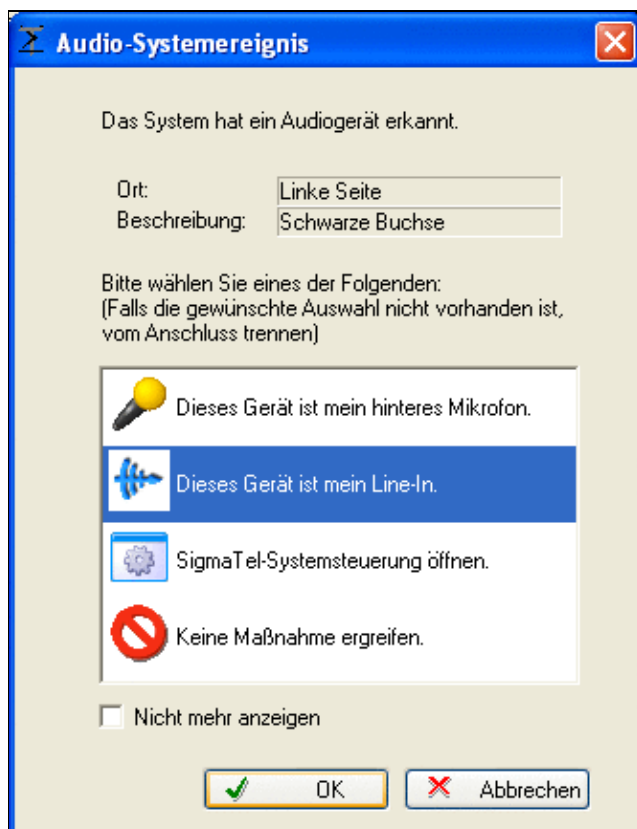 Audio-Systemereignis
Das System hat ein Audiogerät erkannt.
Ort: Linke Seite
Beschreibung: Schwarze Buchse
Bitte wählen Sie eines der Folgenden:
(Falls die gewünschte Auswahl nicht vorhanden ist,
vom Anschluss trennen)
Dieses Gerät ist mein hinteres Mikrofon.
Dieses Gerät ist mein Line-In.
SigmaTel-Systemsteuerung öffnen.
Keine Maßnahme ergreifen.
Nicht mehr anzeigen
OK Abbrechen